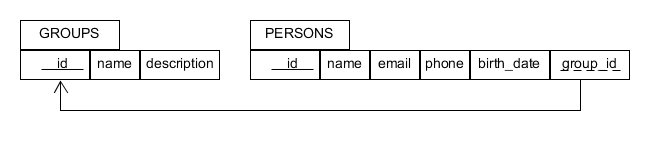 GROUPS PERSONS
id name description id name email phone birth_date group_id